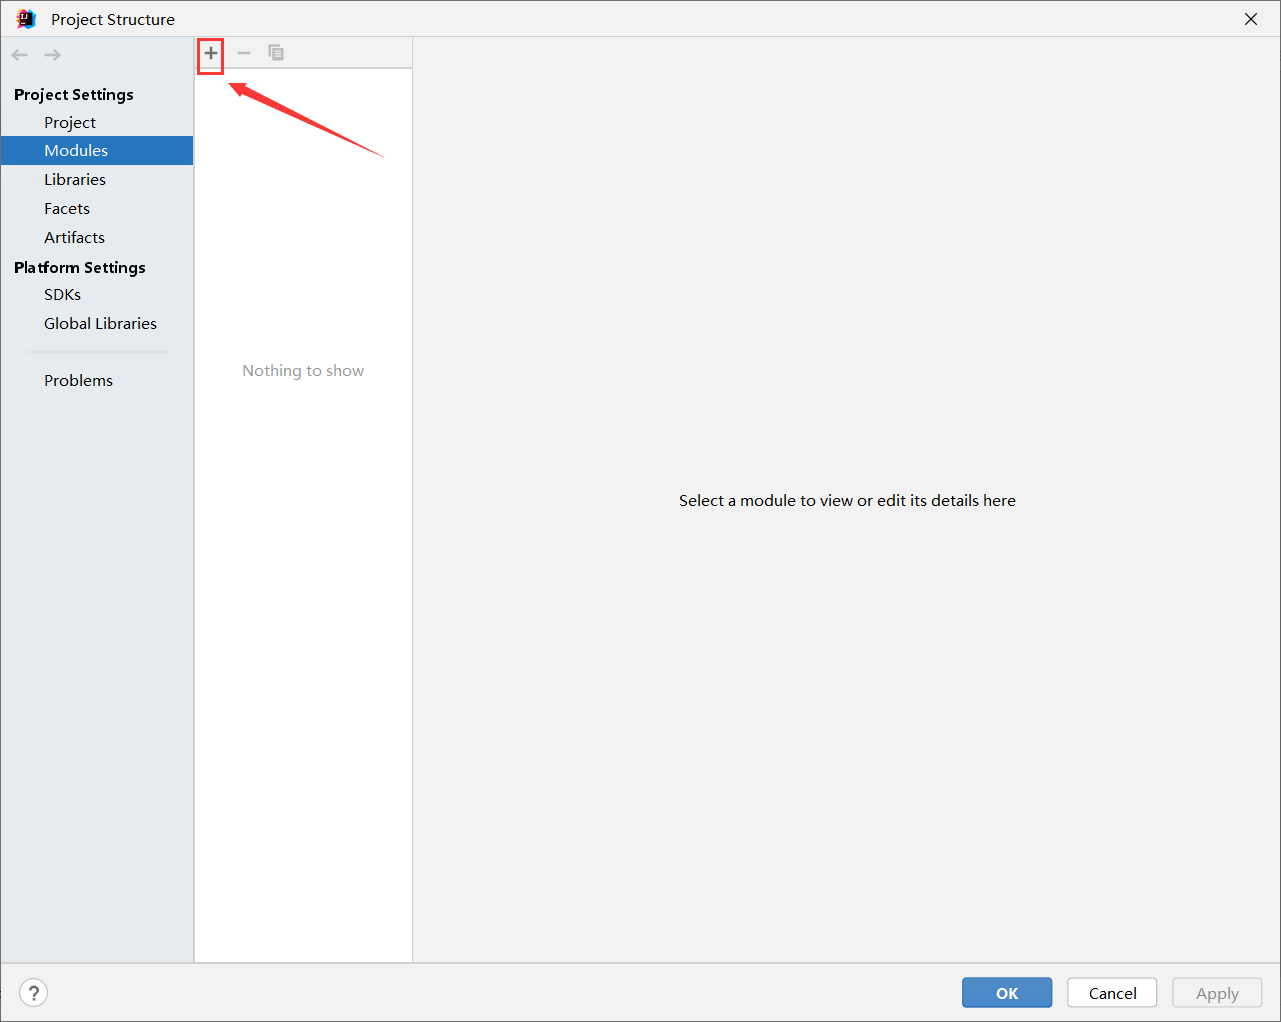 Project Structure
Project Settings
Project
Modules
Libraries
Facets
Artifacts
Platform Settings
SDKs
Global Libraries
Problems
Nothing to show
Select a module to view or edit its details here
?
OK
Cancel
Apply